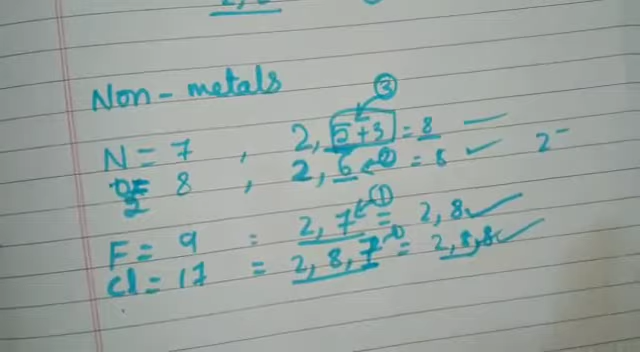 Non-metals
③
N = 7 , 2, 5+3 = 8
8 , 2, 6 ② = 8 2-
2
①
F = 9 = 2, 7 = 2, 8
Cl = 17 = 2, 8, 7 = 2, 8, 8